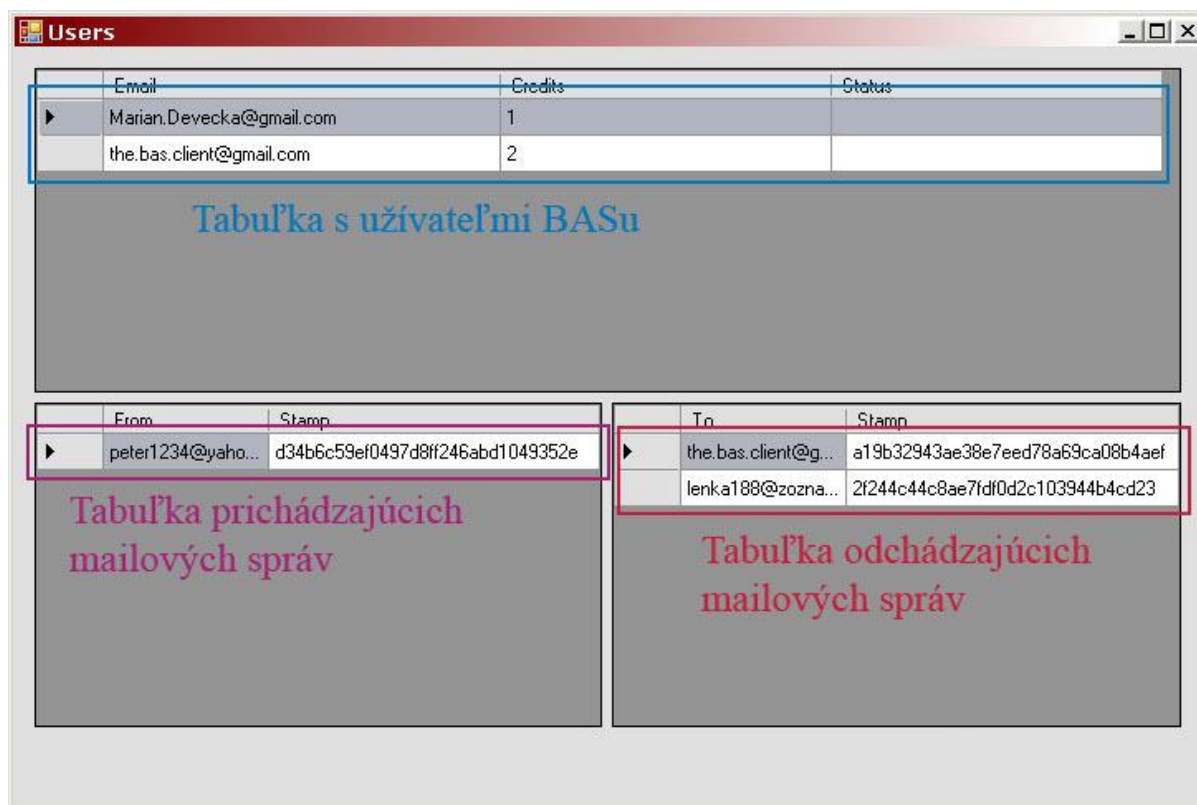 Users
Email Credits Status
Marian.Devecka@gmail.com 1
the.bas.client@gmail.com 2
Tabuľka s užívateľmi BASu
From Stamp
peter1234@yaho... d34b6c59ef0497d8ff246abd1049352e
Tabuľka prichádzajúcich
mailových správ
To Stamp
the.bas.client@g... a19b32943ae38e7eed78a69ca08b4aef
lenka188@zozna... 2f244c44c8ae7fdf0d2c103944b4cd23
Tabuľka odchádzajúcich
mailových správ